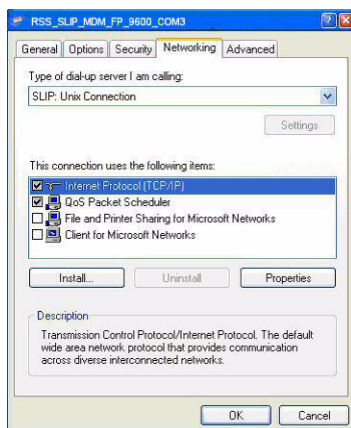 RSS_SLIP_MDM_FP_9600_COM3
General Options Security Networking Advanced
Type of dial-up server I am calling:
SLIP: Unix Connection
Settings
This connection uses the following items:
Internet Protocol (TCP/IP)
QoS Packet Scheduler
File and Printer Sharing for Microsoft Networks
Client for Microsoft Networks
Install... Uninstall Properties
Description
Transmission Control Protocol/Internet Protocol. The default
wide area network protocol that provides communication
across diverse interconnected networks.
OK Cancel